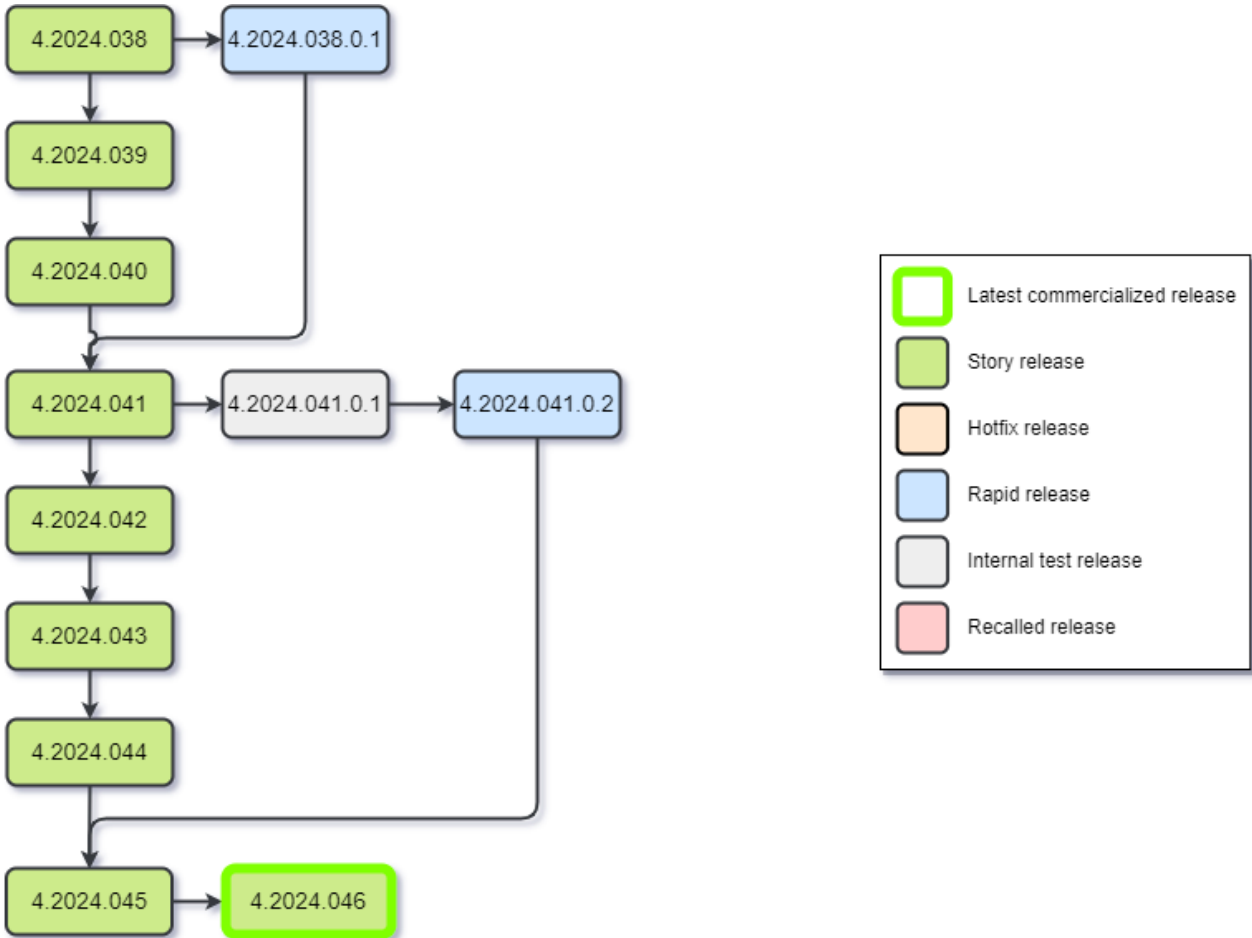 4.2024.038
4.2024.038.0.1
4.2024.039
4.2024.040
4.2024.041
4.2024.041.0.1
4.2024.041.0.2
4.2024.042
4.2024.043
4.2024.044
4.2024.045
4.2024.046
Latest commercialized release
Story release
Hotfix release
Rapid release
Internal test release
Recalled release